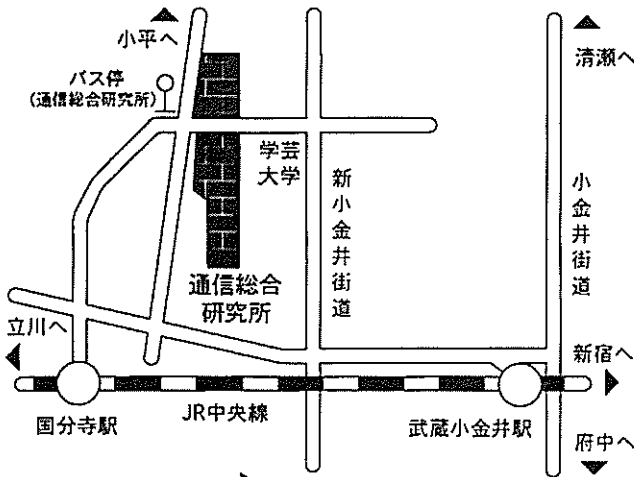 小平へ
清瀬へ
バス停
(通信総合研究所)
学芸
大学
新小金井街道
小金井街道
通信総合
研究所
立川へ
新宿へ
国分寺駅
JR中央線
武蔵小金井駅
府中へ